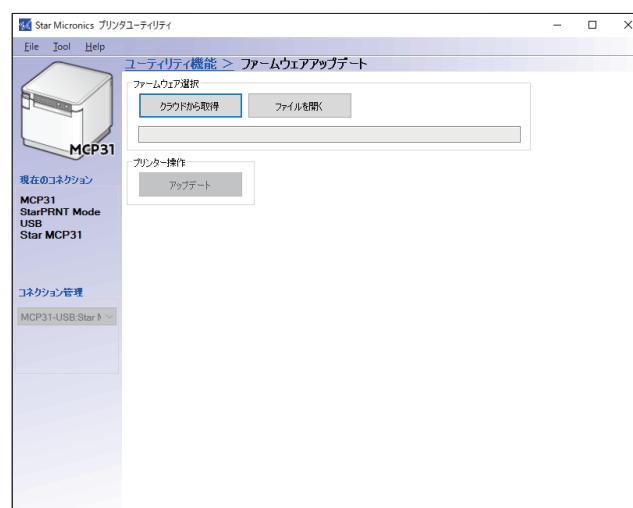 Star Micronics プリンタユーティリティ
File Tool Help
ユーティリティ機能 > ファームウェアアップデート
ファームウェア選択
クラウドから取得 ファイルを開く
MCP31
プリンター操作
アップデート
現在のコネクション
MCP31
StarPRNT Mode
USB
Star MCP31
コネクション管理
MCP31-USB:Star